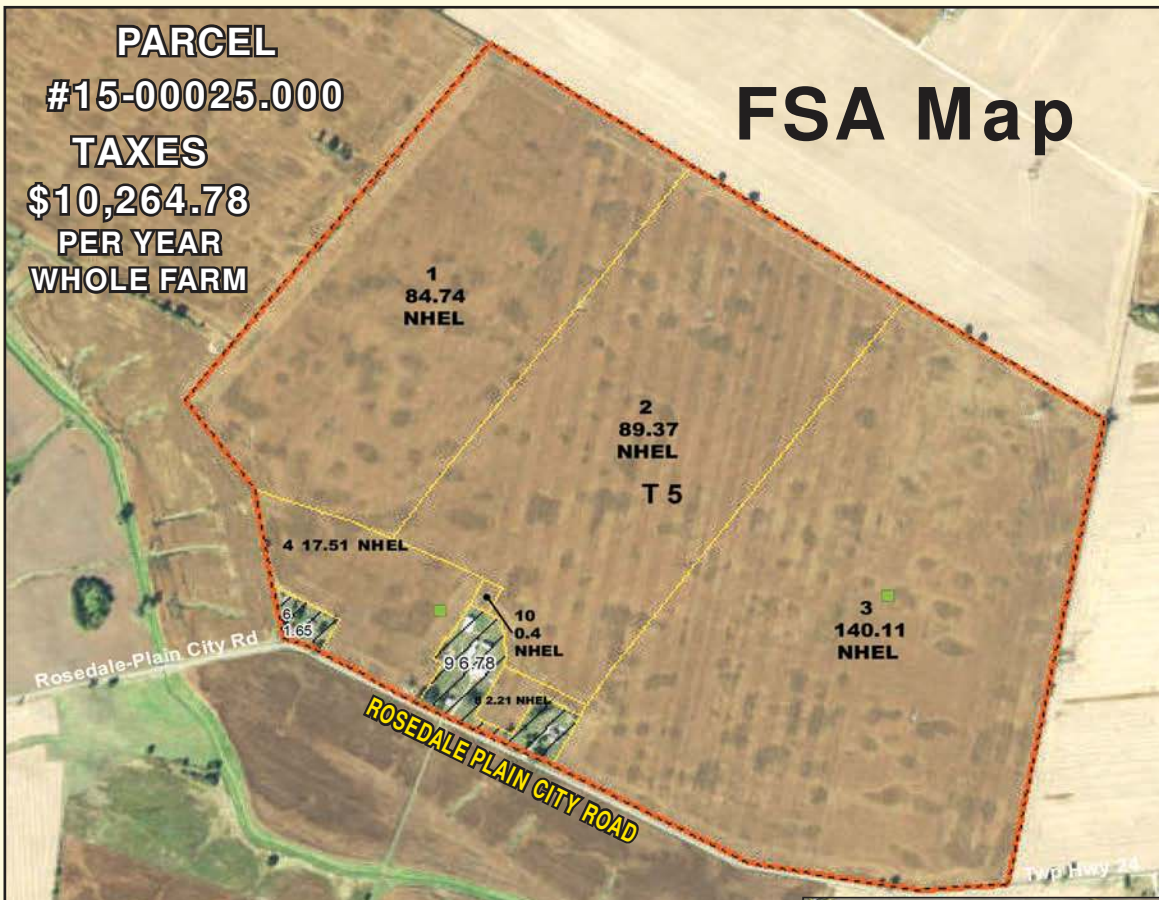 PARCEL
#15-00025.000
TAXES
$10,264.78
PER YEAR
WHOLE FARM
FSA Map
1
84.74
NHEL
2
89.37
NHEL
T 5
4 17.51 NHEL
3
140.11
NHEL
10
0.4
NHEL
6
1.65
9 6.78
8 2.21 NHEL
Rosedale-Plain City Rd
ROSEDALE PLAIN CITY ROAD
Twp Hwy 24